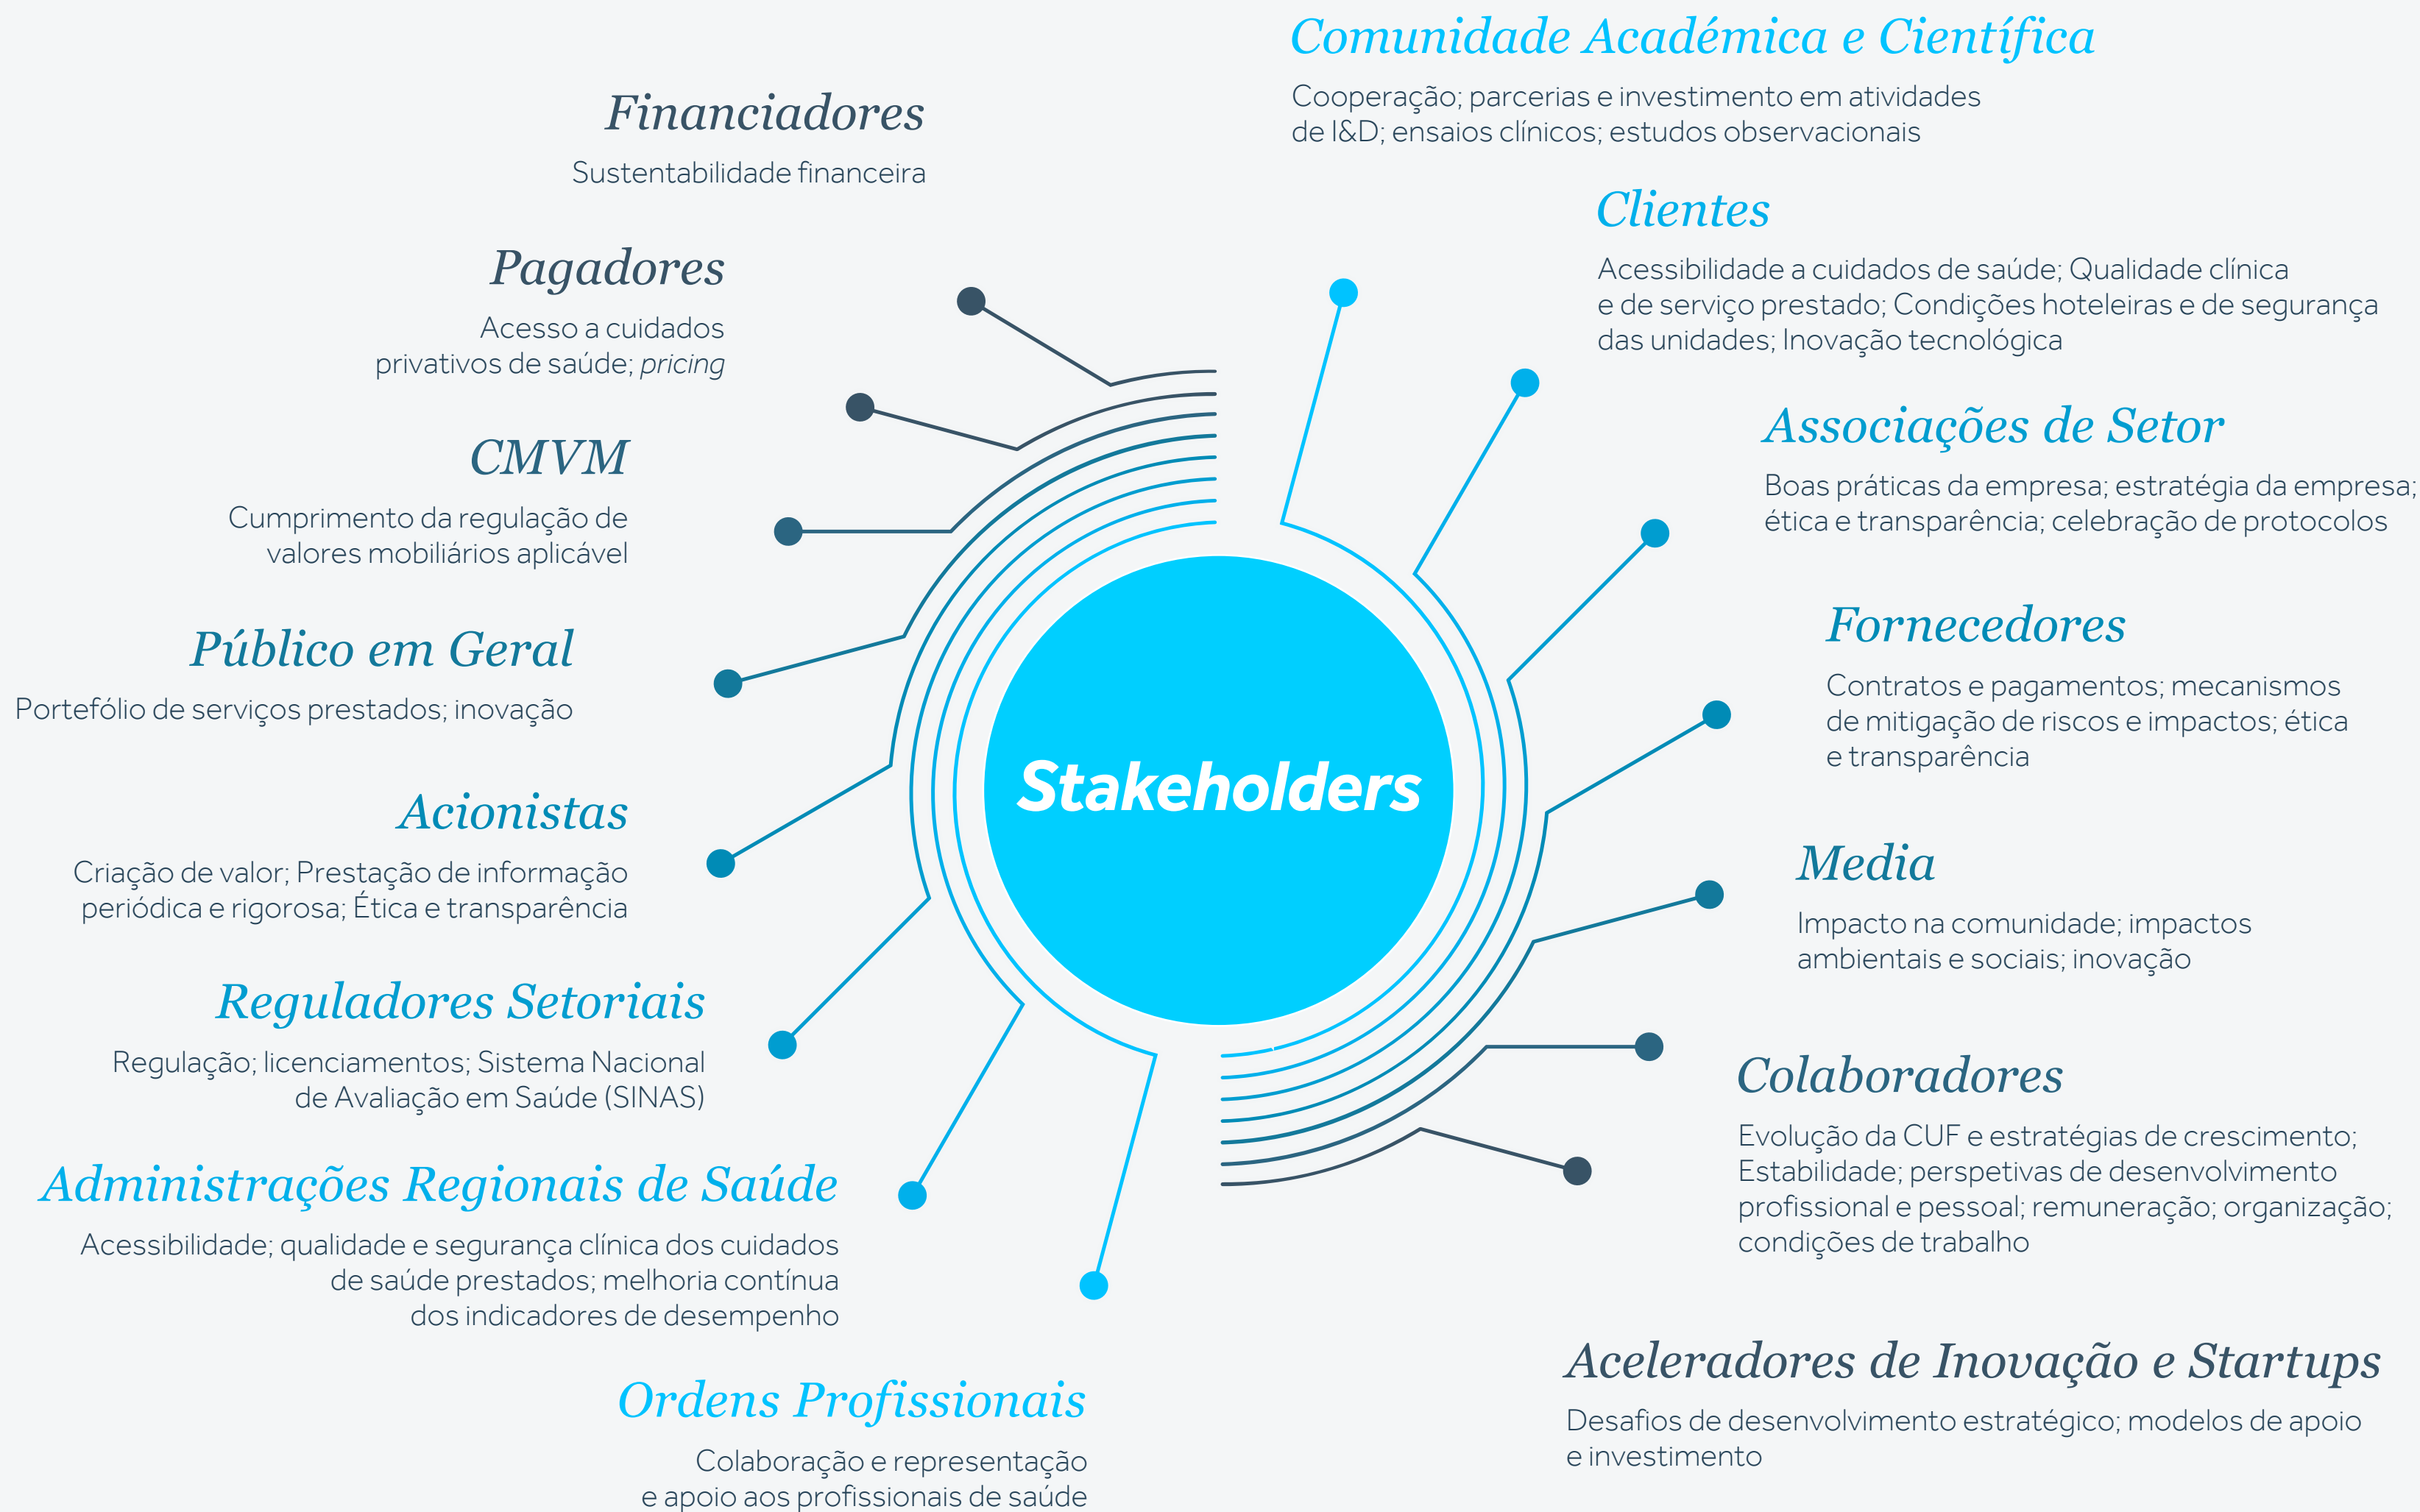 Comunidade Académica e Científica
Cooperação; parcerias e investimento em atividades
de I&D; ensaios clínicos; estudos observacionais
Clientes
Acessibilidade a cuidados de saúde; Qualidade clínica
e de serviço prestado; Condições hoteleiras e de segurança
das unidades; Inovação tecnológica
Associações de Setor
Boas práticas da empresa; estratégia da empresa;
ética e transparência; celebração de protocolos
Fornecedores
Contratos e pagamentos; mecanismos
de mitigação de riscos e impactos; ética
e transparência
Media
Impacto na comunidade; impactos
ambientais e sociais; inovação
Colaboradores
Evolução da CUF e estratégias de crescimento;
Estabilidade; perspetivas de desenvolvimento
profissional e pessoal; remuneração; organização;
condições de trabalho
Aceleradores de Inovação e Startups
Desafios de desenvolvimento estratégico; modelos de apoio
e investimento
Financiadores
Sustentabilidade financeira
Pagadores
Acesso a cuidados
privativos de saúde; pricing
CMVM
Cumprimento da regulação de
valores mobiliários aplicável
Público em Geral
Portefólio de serviços prestados; inovação
Acionistas
Criação de valor; Prestação de informação
periódica e rigorosa; Ética e transparência
Reguladores Setoriais
Regulação; licenciamentos; Sistema Nacional
de Avaliação em Saúde (SINAS)
Administrações Regionais de Saúde
Acessibilidade; qualidade e segurança clínica dos cuidados
de saúde prestados; melhoria contínua
dos indicadores de desempenho
Ordens Profissionais
Colaboração e representação
e apoio aos profissionais de saúde
Stakeholders